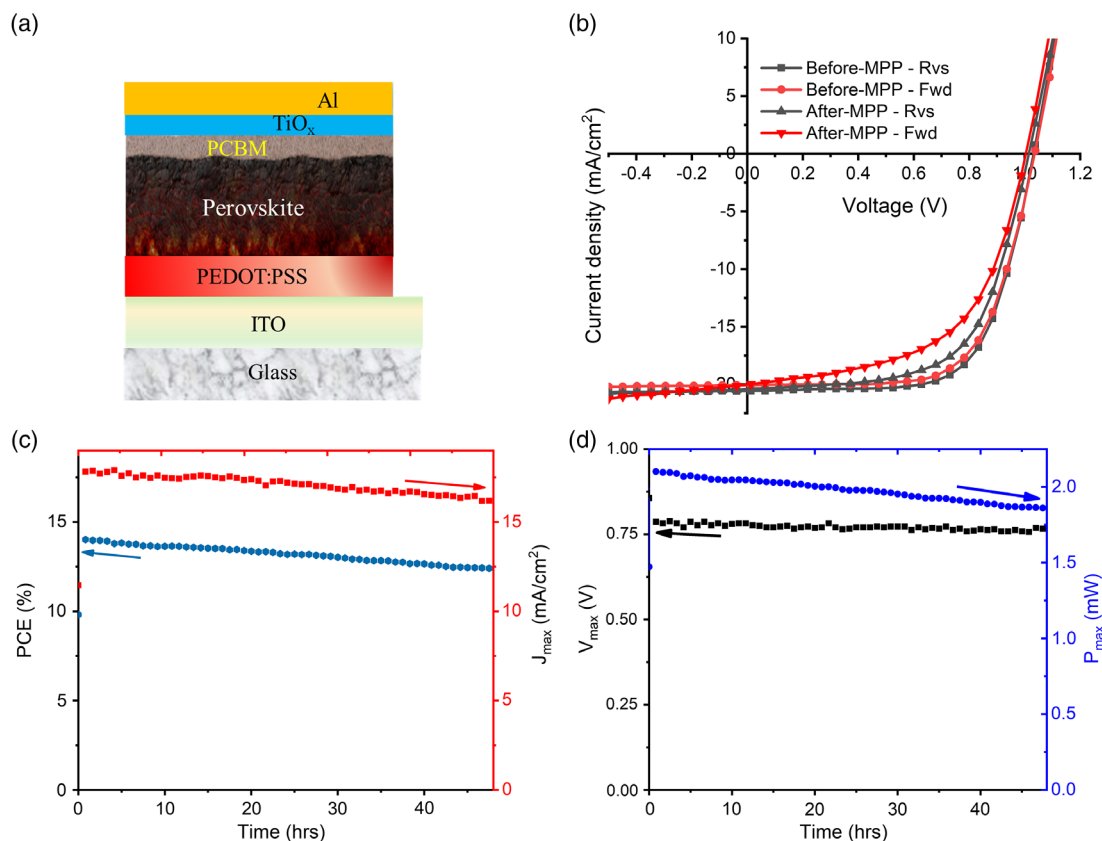 (a)
Al
TiOx
PCBM
Perovskite
PEDOT:PSS
ITO
Glass
(b)
Before-MPP - Rvs
Before-MPP - Fwd
After-MPP - Rvs
After-MPP - Fwd
10
5
0
-5
-10
-15
-20
-0.4 -0.2 0.0 0.2 0.4 0.6 0.8 1.0 1.2
Voltage (V)
Current density (mA/cm2)
(c)
15
10
5
0
PCE (%)
15
10
5
0
Jmax (mA/cm2)
0 10 20 30 40
Time (hrs)
(d)
1.00
0.75
0.50
0.25
0.00
Vmax (V)
2.0
1.5
1.0
0.5
0.0
Pmax (mW)
0 10 20 30 40
Time (hrs)